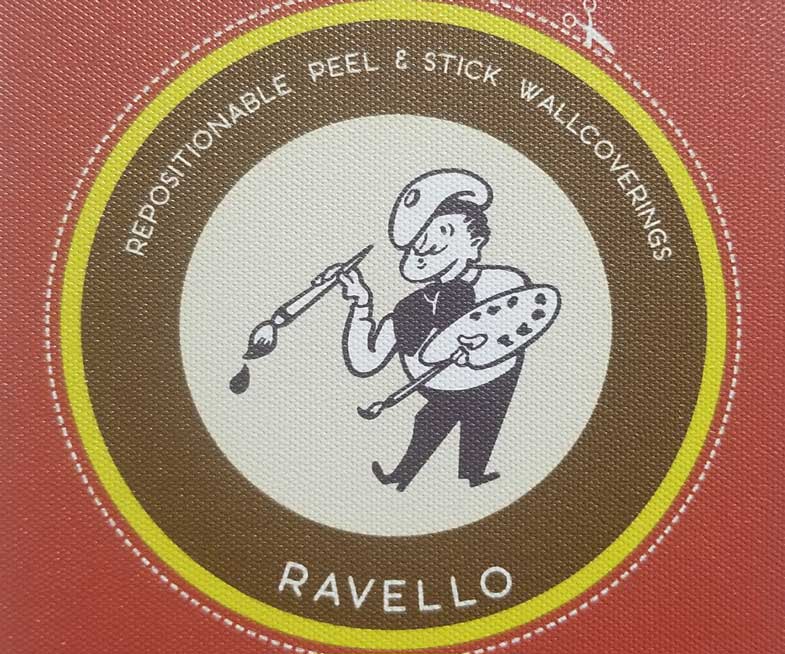 REPOSITIONABLE PEEL & STICK WALLCOVERINGS
RAVELLO